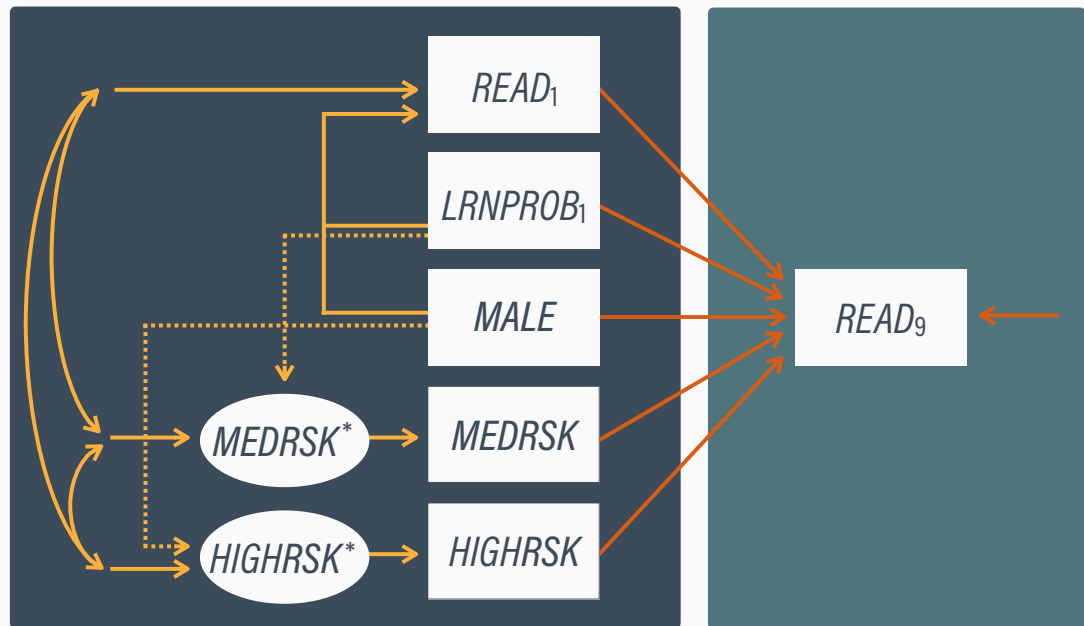 READ₁
LRNPROB₁
MALE
READ₉
MEDRSK*
MEDRSK
HIGHRSK*
HIGHRSK